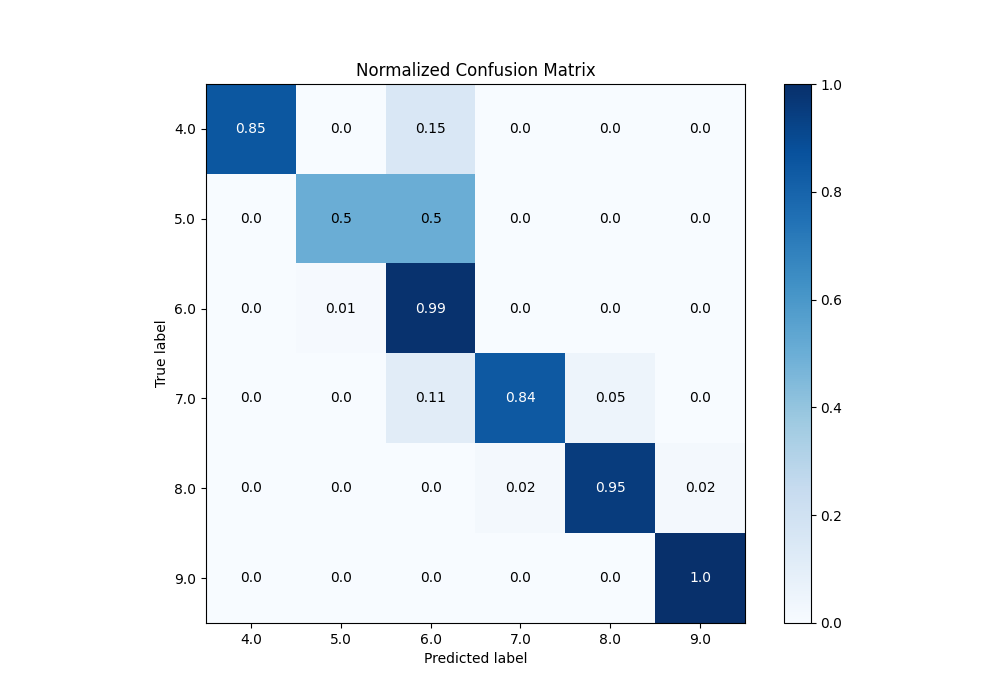 Normalized Confusion Matrix
True label
4.0 0.85 0.0 0.15 0.0 0.0 0.0
5.0 0.0 0.5 0.5 0.0 0.0 0.0
6.0 0.0 0.01 0.99 0.0 0.0 0.0
7.0 0.0 0.0 0.11 0.84 0.05 0.0
8.0 0.0 0.0 0.0 0.02 0.95 0.02
9.0 0.0 0.0 0.0 0.0 0.0 1.0
4.0 5.0 6.0 7.0 8.0 9.0
Predicted label
1.0
0.8
0.6
0.4
0.2
0.0